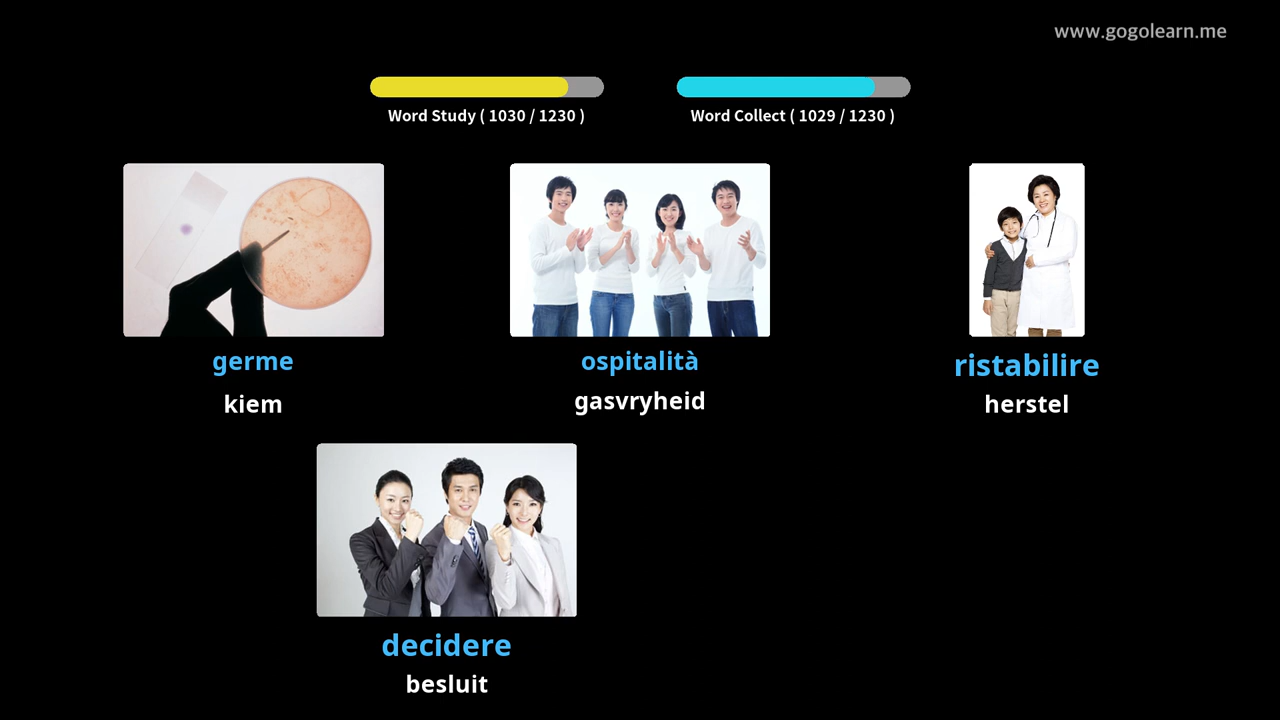 www.gogolearn.me
Word Study ( 1030 / 1230 )
Word Collect ( 1029 / 1230 )
germe
kiem
ospitalità
gasvryheid
ristabilire
herstel
decidere
besluit